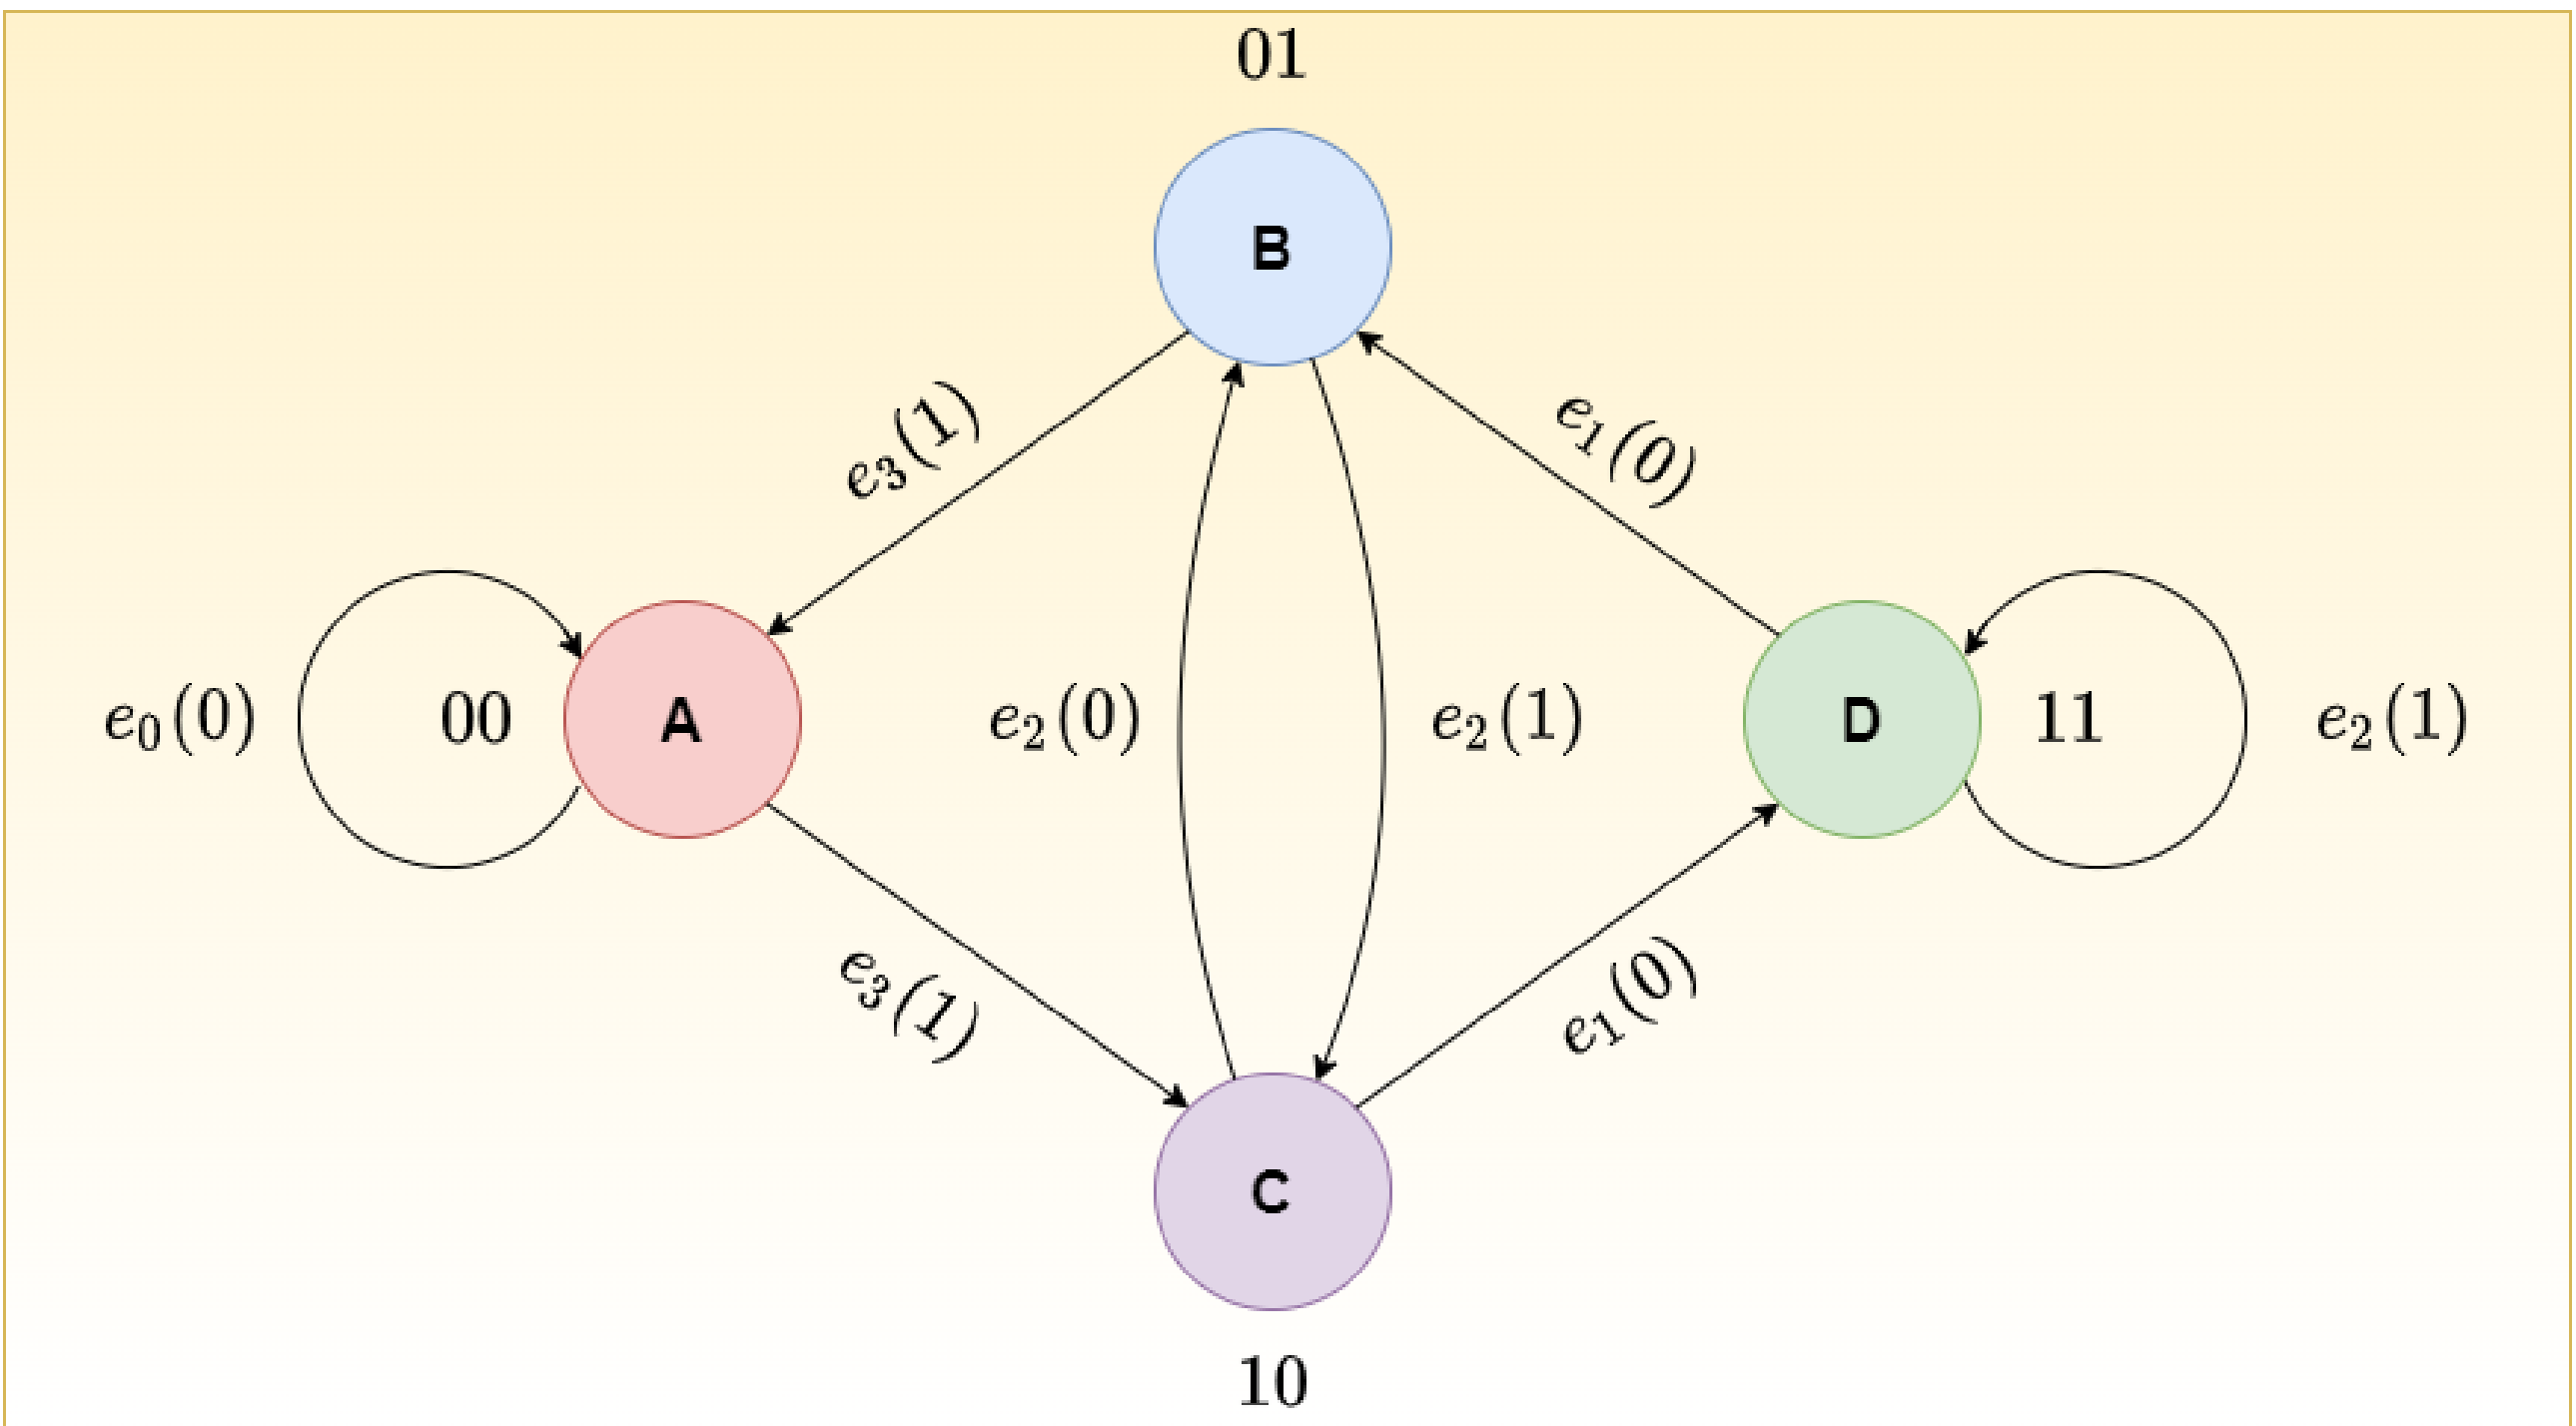 01
B
e₃(1)
e₁(0)
e₀(0)
00
A
e₂(0)
e₂(1)
D
11
e₂(1)
e₃(1)
e₁(0)
C
10